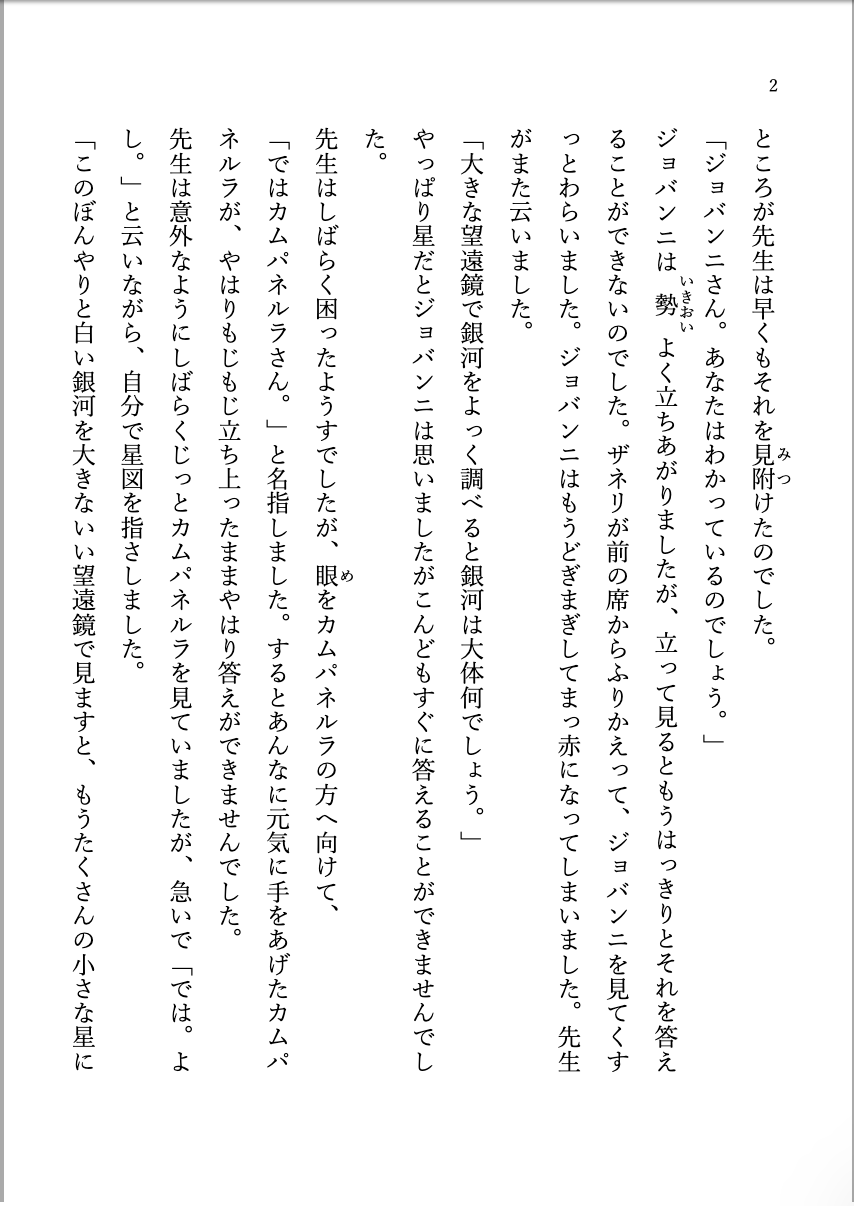 2
ところが先生は早くもそれを見附けたのでした。
「ジョバンニさん。あなたはわかっているのでしょう。」
ジョバンニは勢よく立ちあがりましたが、立って見るともうはっきりとそれを答え
ることができないのでした。ザネリが前の席からふりかえって、ジョバンニを見てくす
っとわらいました。ジョバンニはもうどぎまぎしてまっ赤になってしまいました。先生
がまた云いました。
「大きな望遠鏡で銀河をよっく調べると銀河は大体何でしょう。」
やっぱり星だとジョバンニは思いましたがこんどもすぐに答えることができませんでし
た。
先生はしばらく困ったようすでしたが、眼をカムパネルラの方へ向けて、
「ではカムパネルラさん。」と名指しました。するとあんなに元気に手をあげたカムパ
ネルラが、やはりもじもじ立ち上ったままやはり答えができませんでした。
先生は意外なようにしばらくじっとカムパネルラを見ていましたが、急いで「では。よ
し。」と云いながら、自分で星図を指さしました。
「このぼんやりと白い銀河を大きないい望遠鏡で見ますと、もうたくさんの小さな星に
みつ
いきおい
め